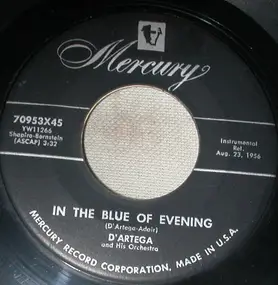 Mercury
70953X45
YW11266
Shapiro-Bernstein
(ASCAP) 3:32
Instrumental
Rel.
Aug. 23, 1956
IN THE BLUE OF EVENING
(D'Artega-Adair)
D'ARTEGA
and His Orchestra
MERCURY RECORD CORPORATION, MADE IN U.S.A.